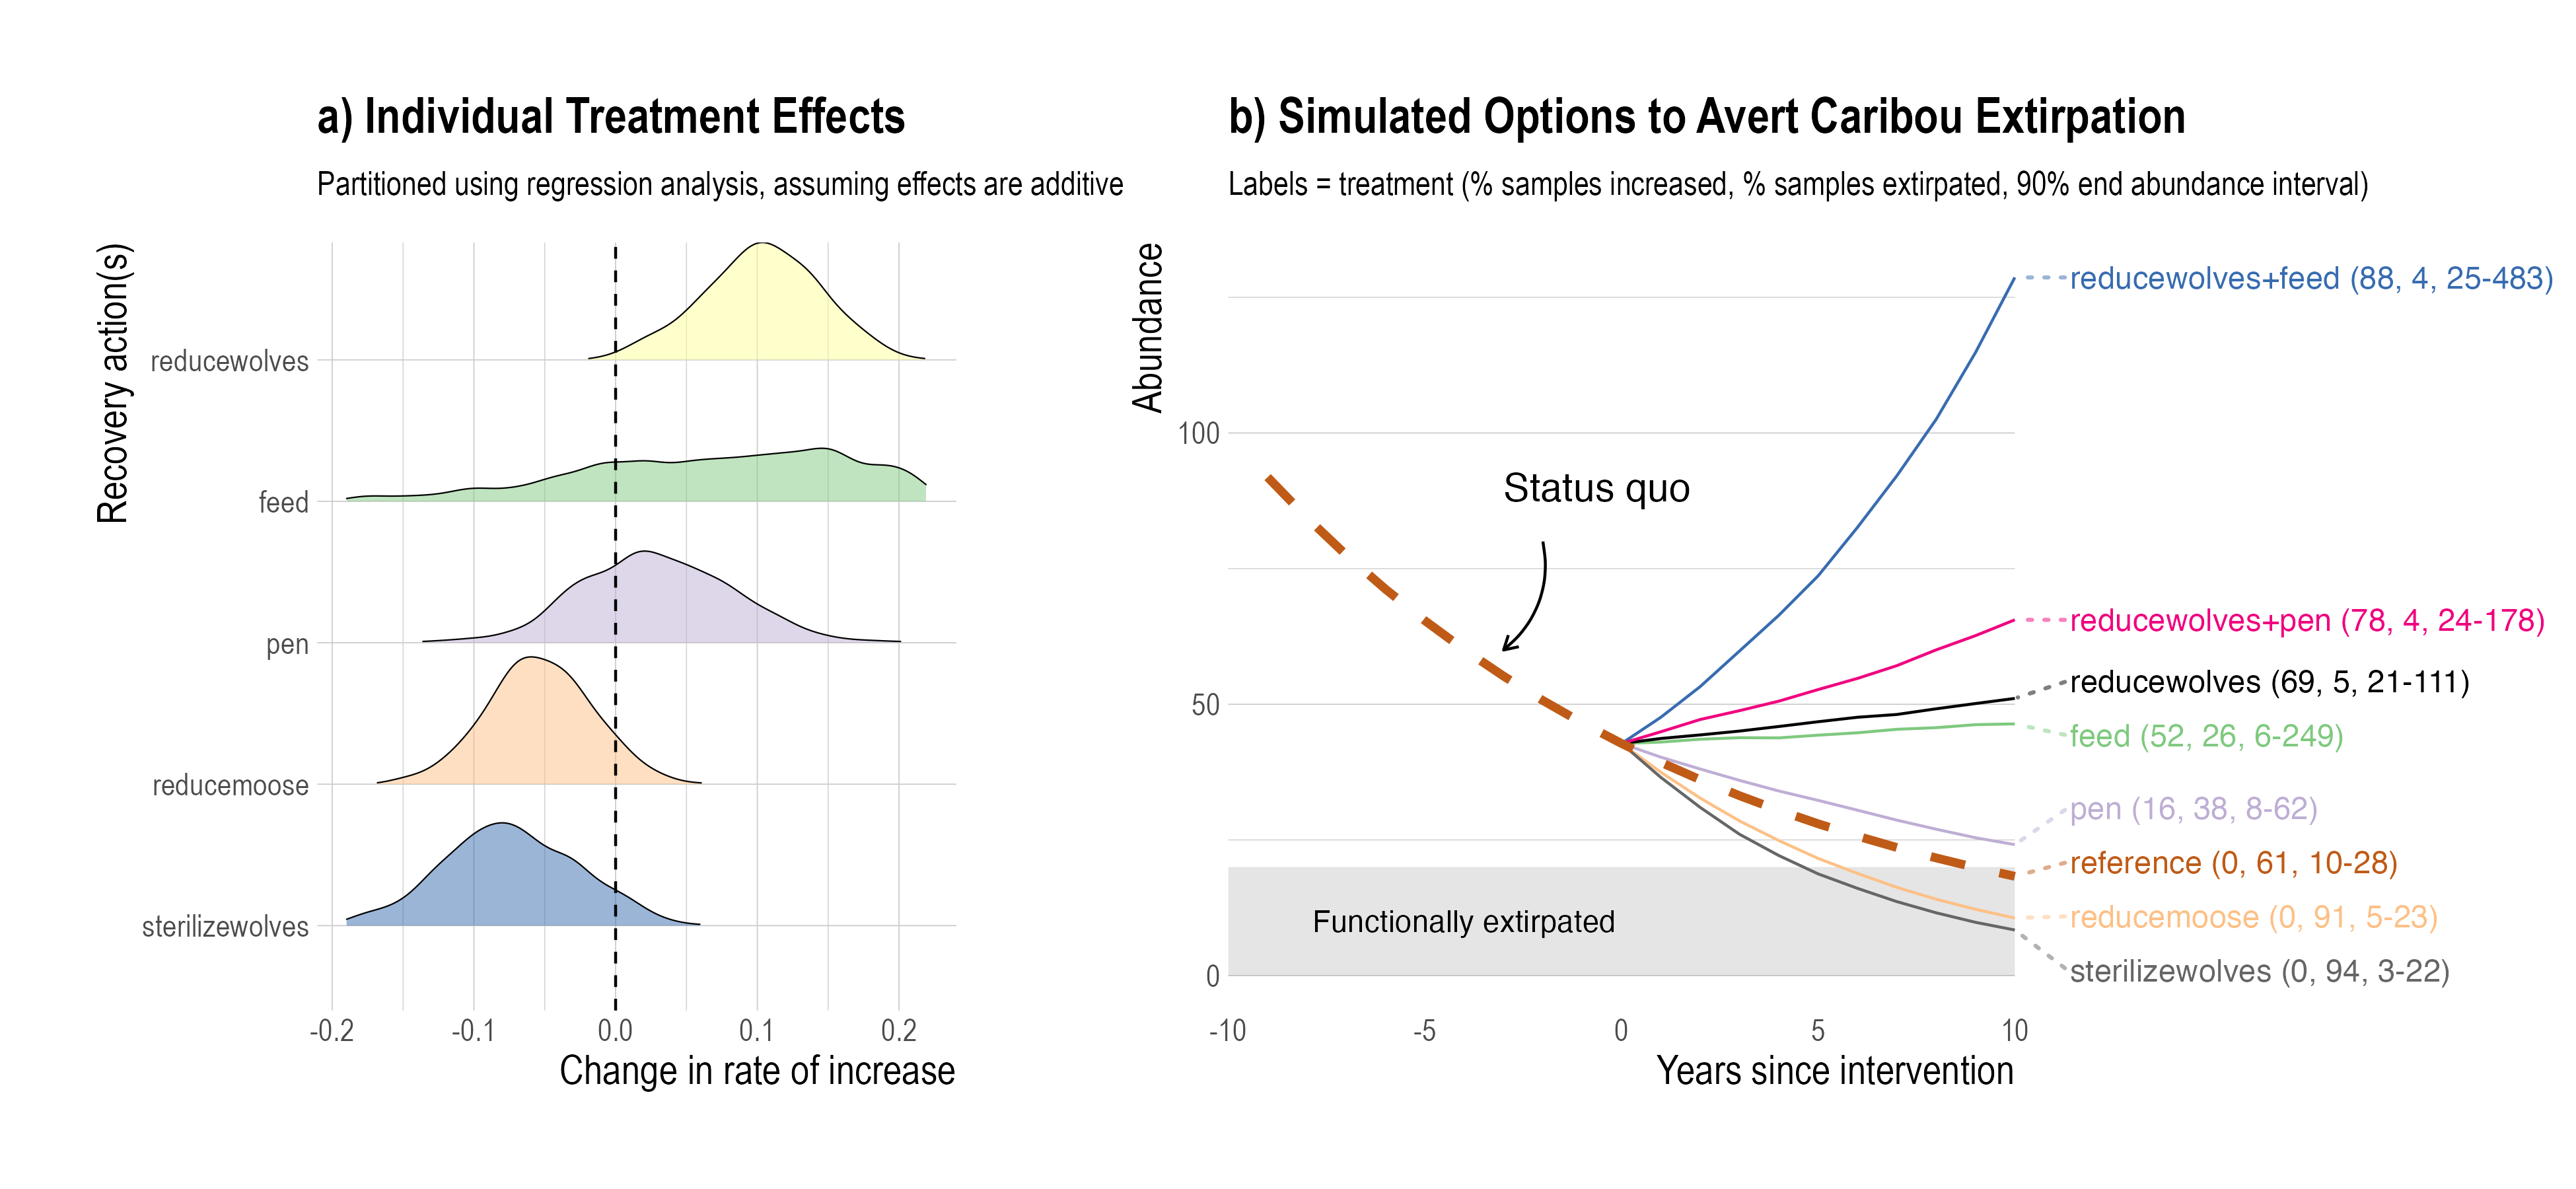 a) Individual Treatment Effects
Partitioned using regression analysis, assuming effects are additive
Recovery action(s)
reducewolves
feed
pen
reducemoose
sterilizewolves
-0.2 -0.1 0.0 0.1 0.2
Change in rate of increase
b) Simulated Options to Avert Caribou Extirpation
Labels = treatment (% samples increased, % samples extirpated, 90% end abundance interval)
Abundance
100
50
0
Status quo
Functionally extirpated
reducewolves+feed (88, 4, 25-483)
reducewolves+pen (78, 4, 24-178)
reducewolves (69, 5, 21-111)
feed (52, 26, 6-249)
pen (16, 38, 8-62)
reference (0, 61, 10-28)
reducemoose (0, 91, 5-23)
sterilizewolves (0, 94, 3-22)
-10 -5 0 5 10
Years since intervention